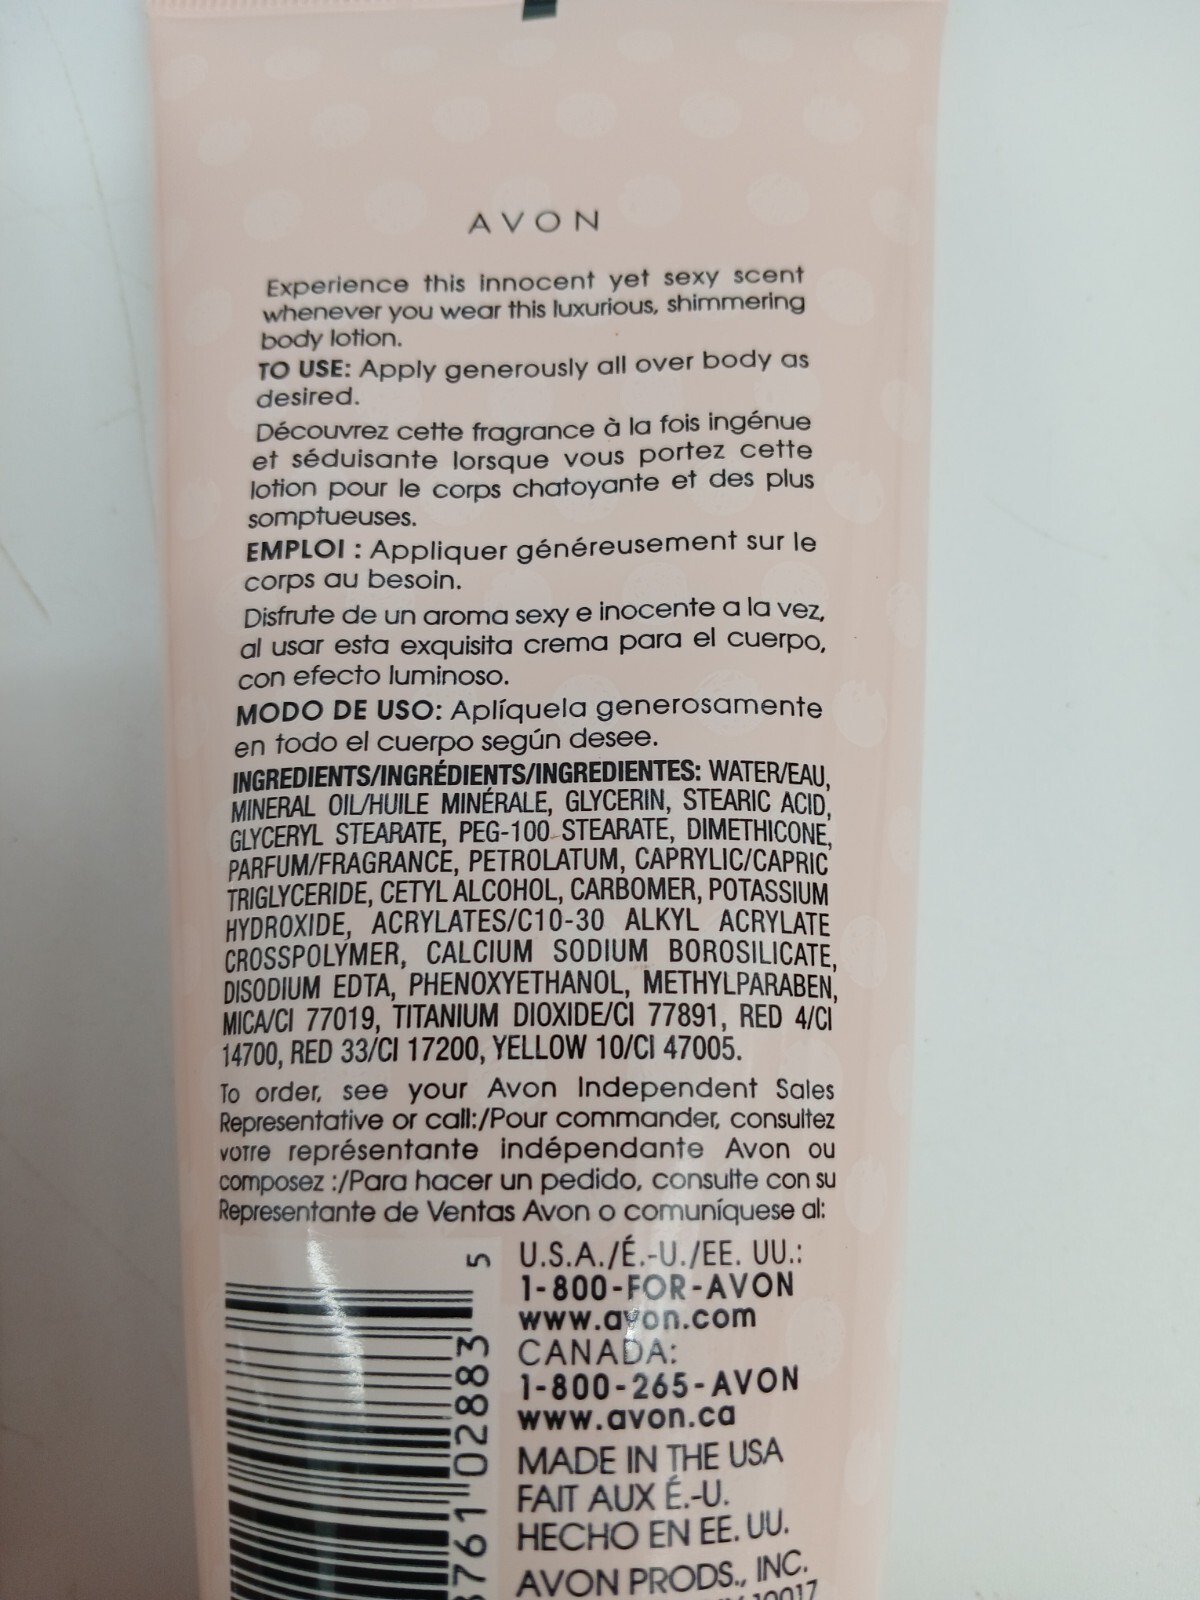 AVON
Experience this innocent yet sexy scent
whenever you wear this luxurious, shimmering
body lotion.
TO USE: Apply generously all over body as
desired.
Découvrez cette fragrance à la fois ingénue
et séduisante lorsque vous portez cette
lotion pour le corps chatoyante et des plus
somptueuses.
EMPLOI : Appliquer généreusement sur le
corps au besoin.
Disfrute de un aroma sexy e inocente a la vez,
al usar esta exquisita crema para el cuerpo,
con efecto luminoso.
MODO DE USO: Aplíquela generosamente
en todo el cuerpo según desee.
INGREDIENTS/INGRÉDIENTS/INGREDIENTES: WATER/EAU,
MINERAL OIL/HUILE MINÉRALE, GLYCERIN, STEARIC ACID,
GLYCERYL STEARATE, PEG-100 STEARATE, DIMETHICONE,
PARFUM/FRAGRANCE, PETROLATUM, CAPRYLIC/CAPRIC
TRIGLYCERIDE, CETYL ALCOHOL, CARBOMER, POTASSIUM
HYDROXIDE, ACRYLATES/C10-30 ALKYL ACRYLATE
CROSSPOLYMER, CALCIUM SODIUM BOROSILICATE,
DISODIUM EDTA, PHENOXYETHANOL, METHYLPARABEN,
MICA/CI 77019, TITANIUM DIOXIDE/CI 77891, RED 4/CI
14700, RED 33/CI 17200, YELLOW 10/CI 47005.
To order, see your Avon Independent Sales
Representative or call:/Pour commander, consultez
votre représentante indépendante Avon ou
composez :/Para hacer un pedido, consulte con su
Representante de Ventas Avon o comuníquese al:
U.S.A./É.-U./EE. UU.:
1-800-FOR-AVON
www.avon.com
CANADA:
1-800-265-AVON
www.avon.ca
MADE IN THE USA
FAIT AUX É.-U.
HECHO EN EE. UU.
AVON PRODS., INC.
10017
8761 02883 5